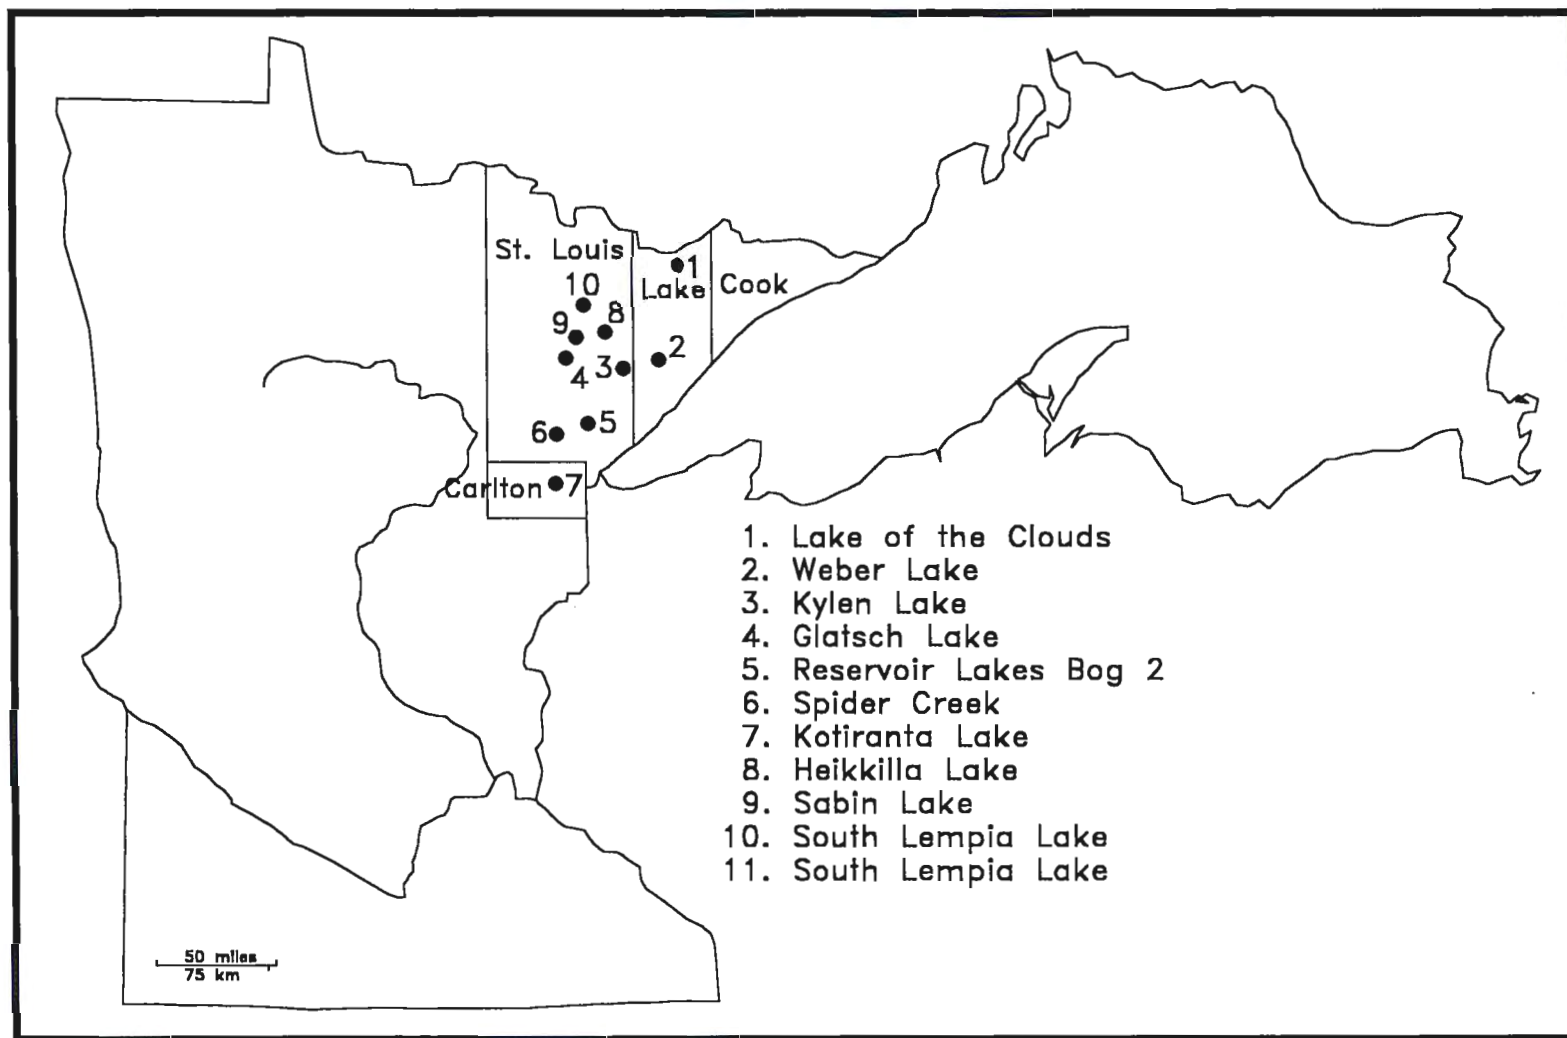 St. Louis
1
10
Lake Cook
8
9
2
3
4
5
6
Carlton 7
1. Lake of the Clouds
2. Weber Lake
3. Kylen Lake
4. Glatsch Lake
5. Reservoir Lakes Bog 2
6. Spider Creek
7. Kotiranta Lake
8. Heikkilla Lake
9. Sabin Lake
10. South Lempia Lake
11. South Lempia Lake
50 miles
75 km